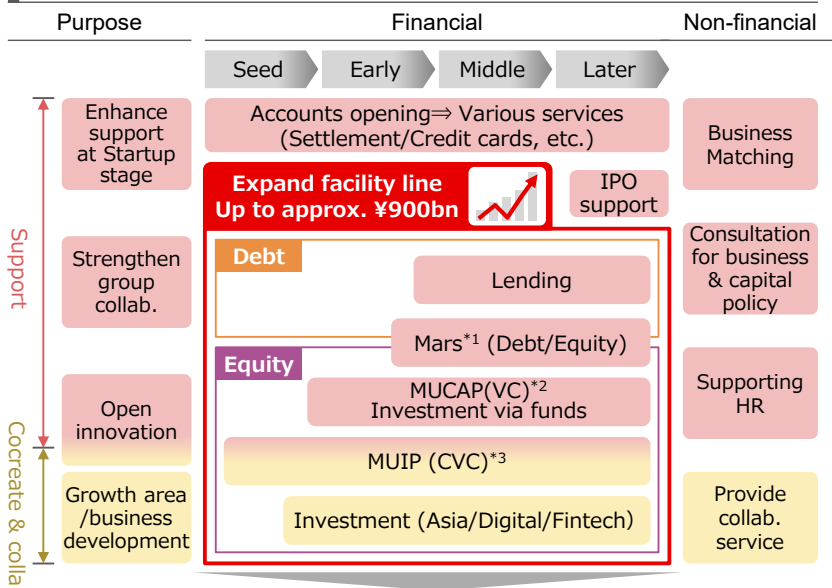 Purpose
Financial
Non-financial
Seed
Early
Middle
Later
Support
Cocreate & colla
Enhance
support
at Startup
stage
Strengthen
group
collab.
Open
innovation
Growth area
/business
development
Accounts opening⇒ Various services
(Settlement/Credit cards, etc.)
Expand facility line
Up to approx. ¥900bn
IPO
support
Debt
Lending
Mars*1 (Debt/Equity)
Equity
MUCAP(VC)*2
Investment via funds
MUIP (CVC)*3
Investment (Asia/Digital/Fintech)
Business
Matching
Consultation
for business
& capital
policy
Supporting
HR
Provide
collab.
service